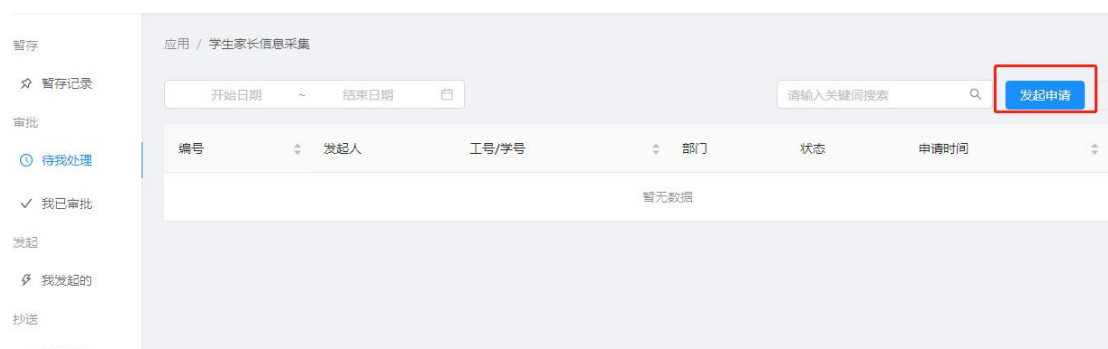 应用 / 学生家长信息采集
暂存
暂存记录
审批
待我处理
我已审批
发起
我发起的
抄送
开始日期 ~ 结束日期
请输入关键词搜索
发起申请
编号 发起人 工号/学号 部门 状态 申请时间
暂无数据